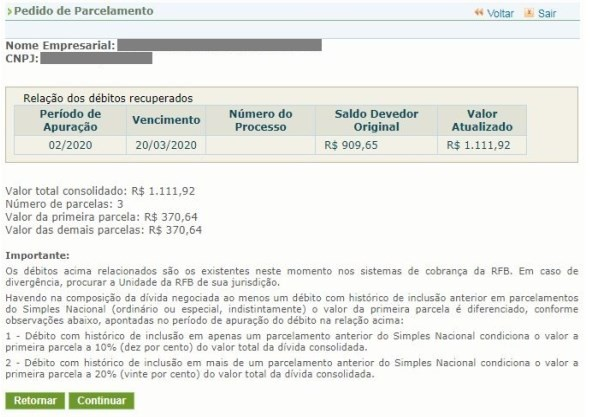 Pedido de Parcelamento
Voltar Sair
Nome Empresarial:
CNPJ:
Relação dos débitos recuperados
Período de Apuração Vencimento Número do Processo Saldo Devedor Original Valor Atualizado
02/2020 20/03/2020 R$ 909,65 R$ 1.111,92
Valor total consolidado: R$ 1.111,92
Número de parcelas: 3
Valor da primeira parcela: R$ 370,64
Valor das demais parcelas: R$ 370,64
Importante:
Os débitos acima relacionados são os existentes neste momento nos sistemas de cobrança da RFB. Em caso de
divergência, procurar a Unidade da RFB de sua jurisdição.
Havendo na composição da dívida negociada ao menos um débito com histórico de inclusão anterior em parcelamentos
do Simples Nacional (ordinário ou especial, indistintamente) o valor da primeira parcela é diferenciado, conforme
observações abaixo, apontadas no período de apuração do débito na relação acima:
1 - Débito com histórico de inclusão em apenas um parcelamento anterior do Simples Nacional condiciona o valor a
primeira parcela a 10% (dez por cento) do valor total da dívida consolidada.
2 - Débito com histórico de inclusão em mais de um parcelamento anterior do Simples Nacional condiciona o valor a
primeira parcela a 20% (vinte por cento) do valor total da dívida consolidada.
Retornar Continuar